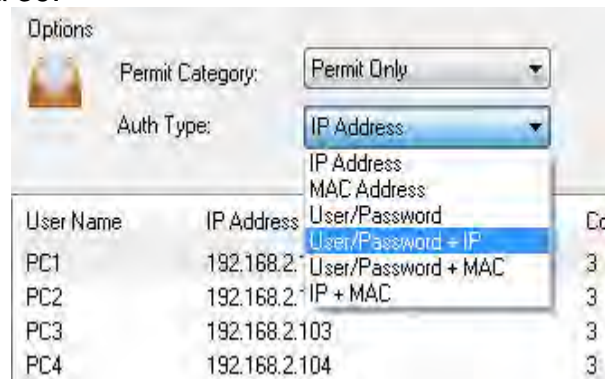 Options
Permit Category: Permit Only
Auth Type: IP Address
IP Address
MAC Address
User/Password
User/Password + IP
User/Password + MAC
IP + MAC
User Name IP Address Co
PC1 192.168.2. 3
PC2 192.168.2. 3
PC3 192.168.2.103 3
PC4 192.168.2.104 3